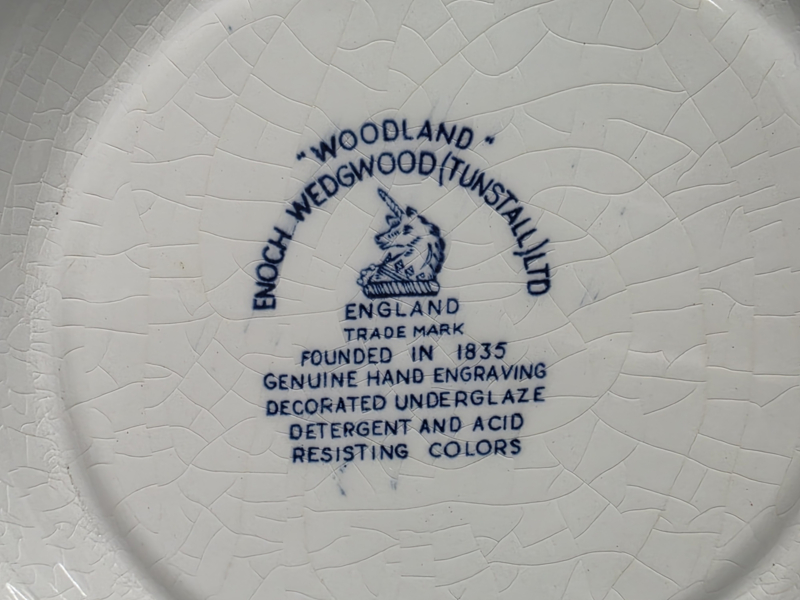 "WOODLAND"
ENOCH WEDGWOOD (TUNSTALL) LTD
ENGLAND
TRADE MARK
FOUNDED IN 1835
GENUINE HAND ENGRAVING
DECORATED UNDERGLAZE
DETERGENT AND ACID
RESISTING COLORS